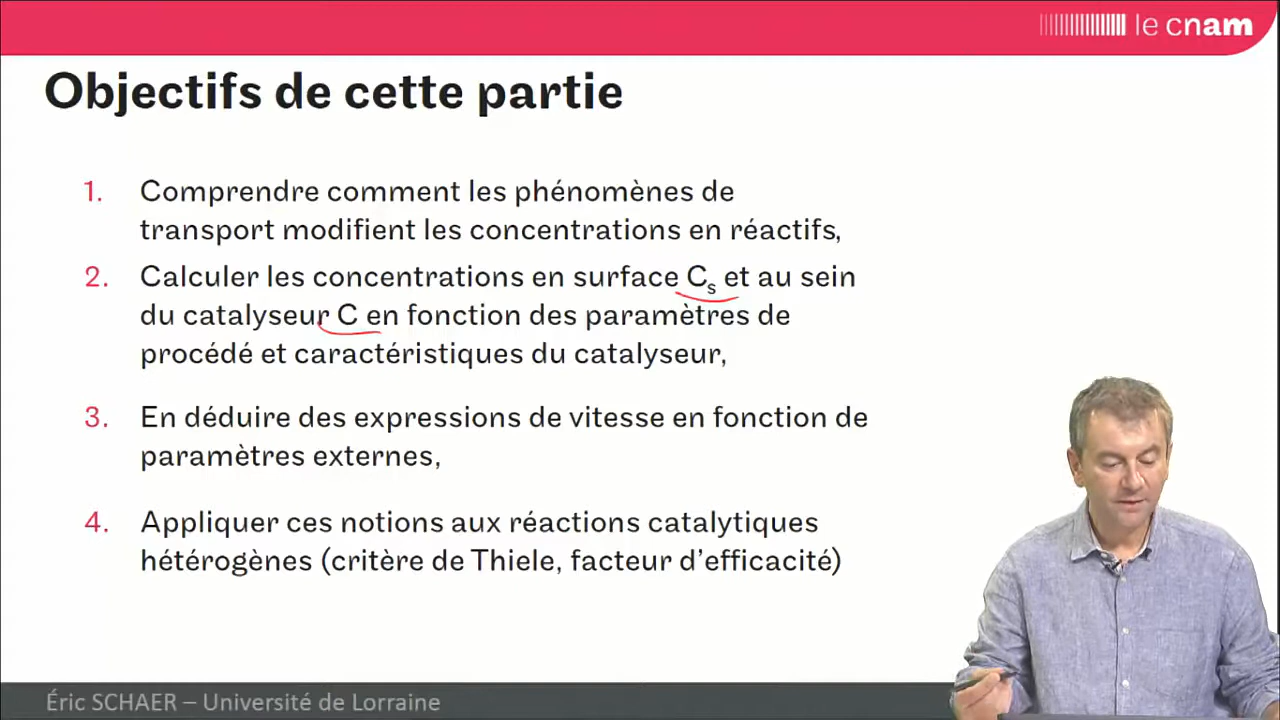 le cnam
Objectifs de cette partie
1. Comprendre comment les phénomènes de
transport modifient les concentrations en réactifs,
2. Calculer les concentrations en surface Cs et au sein
du catalyseur C en fonction des paramètres de
procédé et caractéristiques du catalyseur,
3. En déduire des expressions de vitesse en fonction de
paramètres externes,
4. Appliquer ces notions aux réactions catalytiques
hétérogènes (critère de Thiele, facteur d’efficacité)
Éric SCHAER – Université de Lorraine